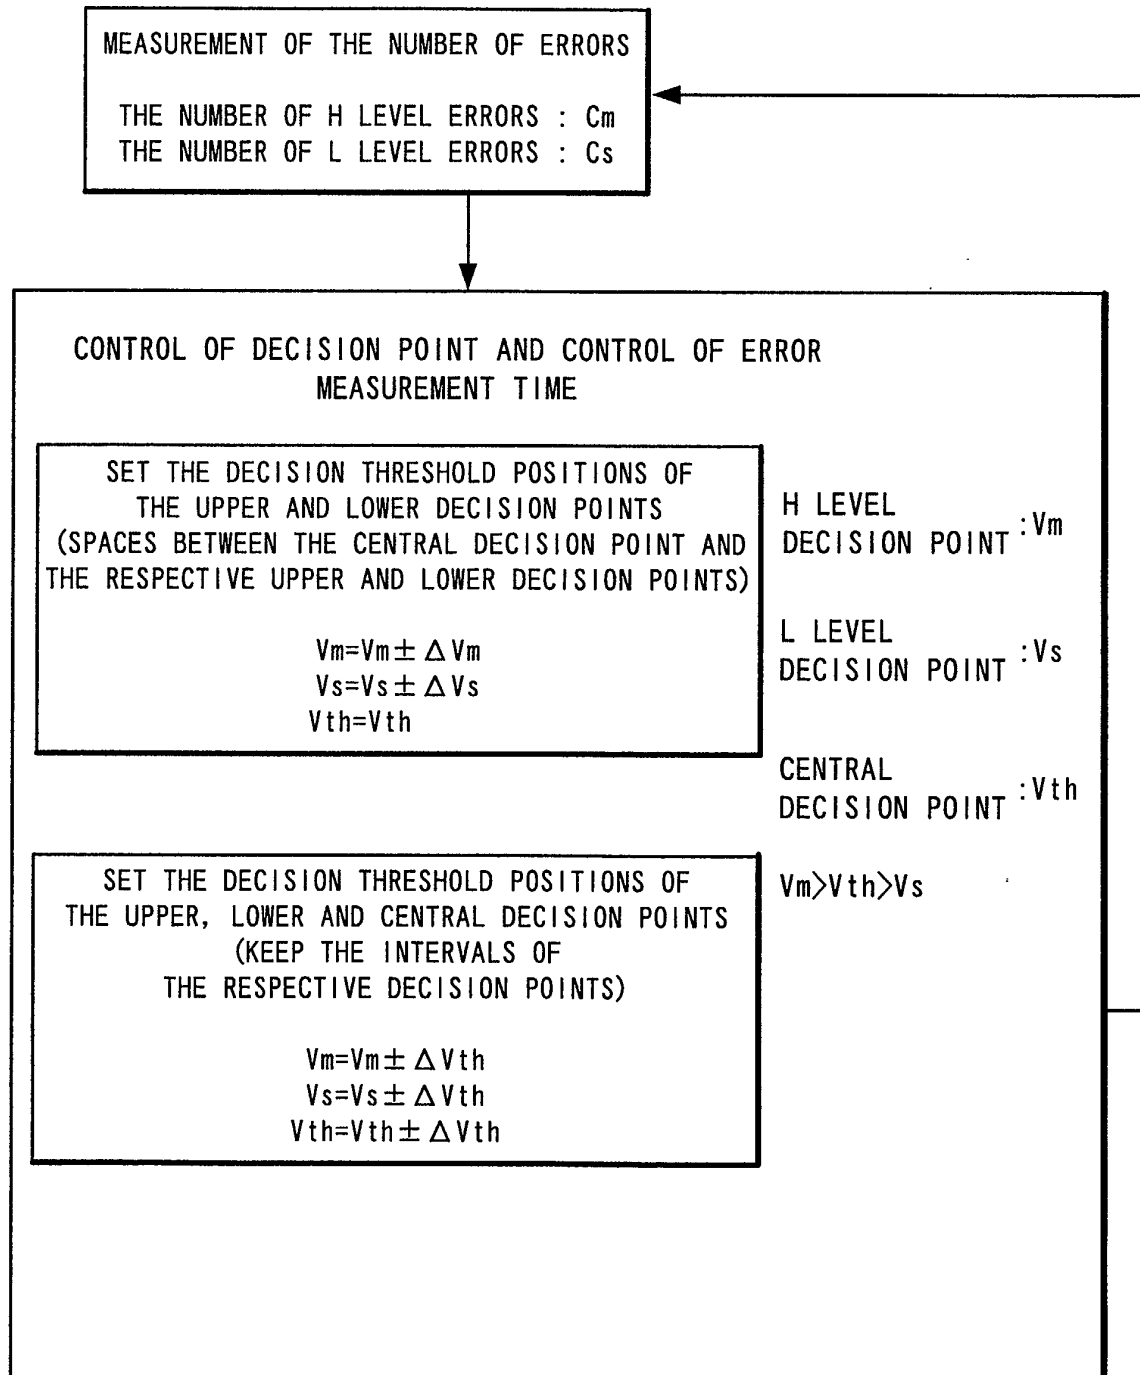 MEASUREMENT OF THE NUMBER OF ERRORS
THE NUMBER OF H LEVEL ERRORS : Cm
THE NUMBER OF L LEVEL ERRORS : Cs
CONTROL OF DECISION POINT AND CONTROL OF ERROR
MEASUREMENT TIME
SET THE DECISION THRESHOLD POSITIONS OF
THE UPPER AND LOWER DECISION POINTS
(SPACES BETWEEN THE CENTRAL DECISION POINT AND
THE RESPECTIVE UPPER AND LOWER DECISION POINTS)
Vm=Vm± ΔVm
Vs=Vs± ΔVs
Vth=Vth
H LEVEL
DECISION POINT :Vm
L LEVEL
DECISION POINT :Vs
CENTRAL
DECISION POINT :Vth
Vm>Vth>Vs
SET THE DECISION THRESHOLD POSITIONS OF
THE UPPER, LOWER AND CENTRAL DECISION POINTS
(KEEP THE INTERVALS OF
THE RESPECTIVE DECISION POINTS)
Vm=Vm± ΔVth
Vs=Vs± ΔVth
Vth=Vth± ΔVth